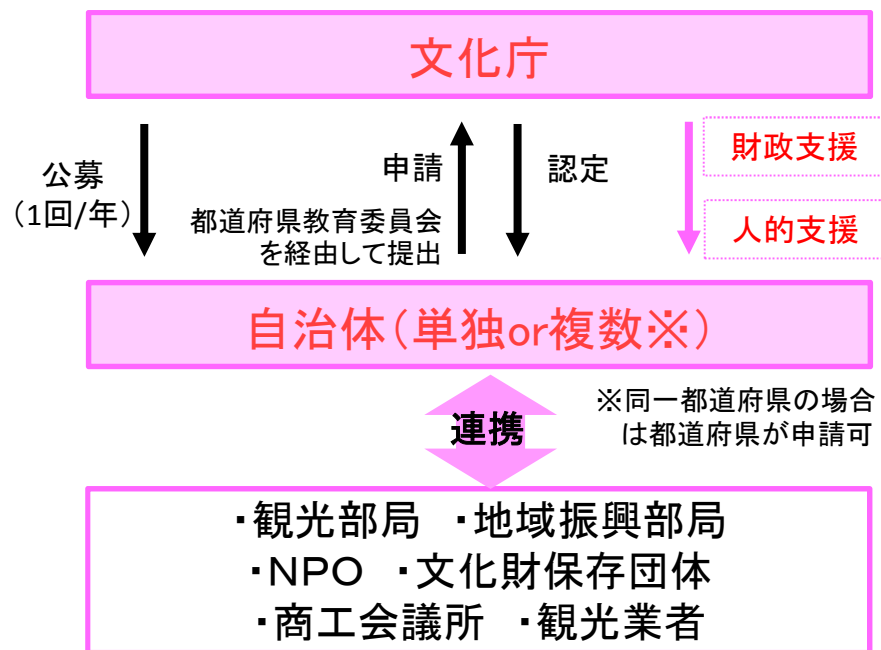 文化庁
公募
（1回/年）
申請
都道府県教育委員会
を経由して提出
認定
財政支援
人的支援
自治体（単独or複数※）
連携
※同一都道府県の場合
は都道府県が申請可
・観光部局　・地域振興部局
・ＮＰＯ　・文化財保存団体
・商工会議所　・観光業者